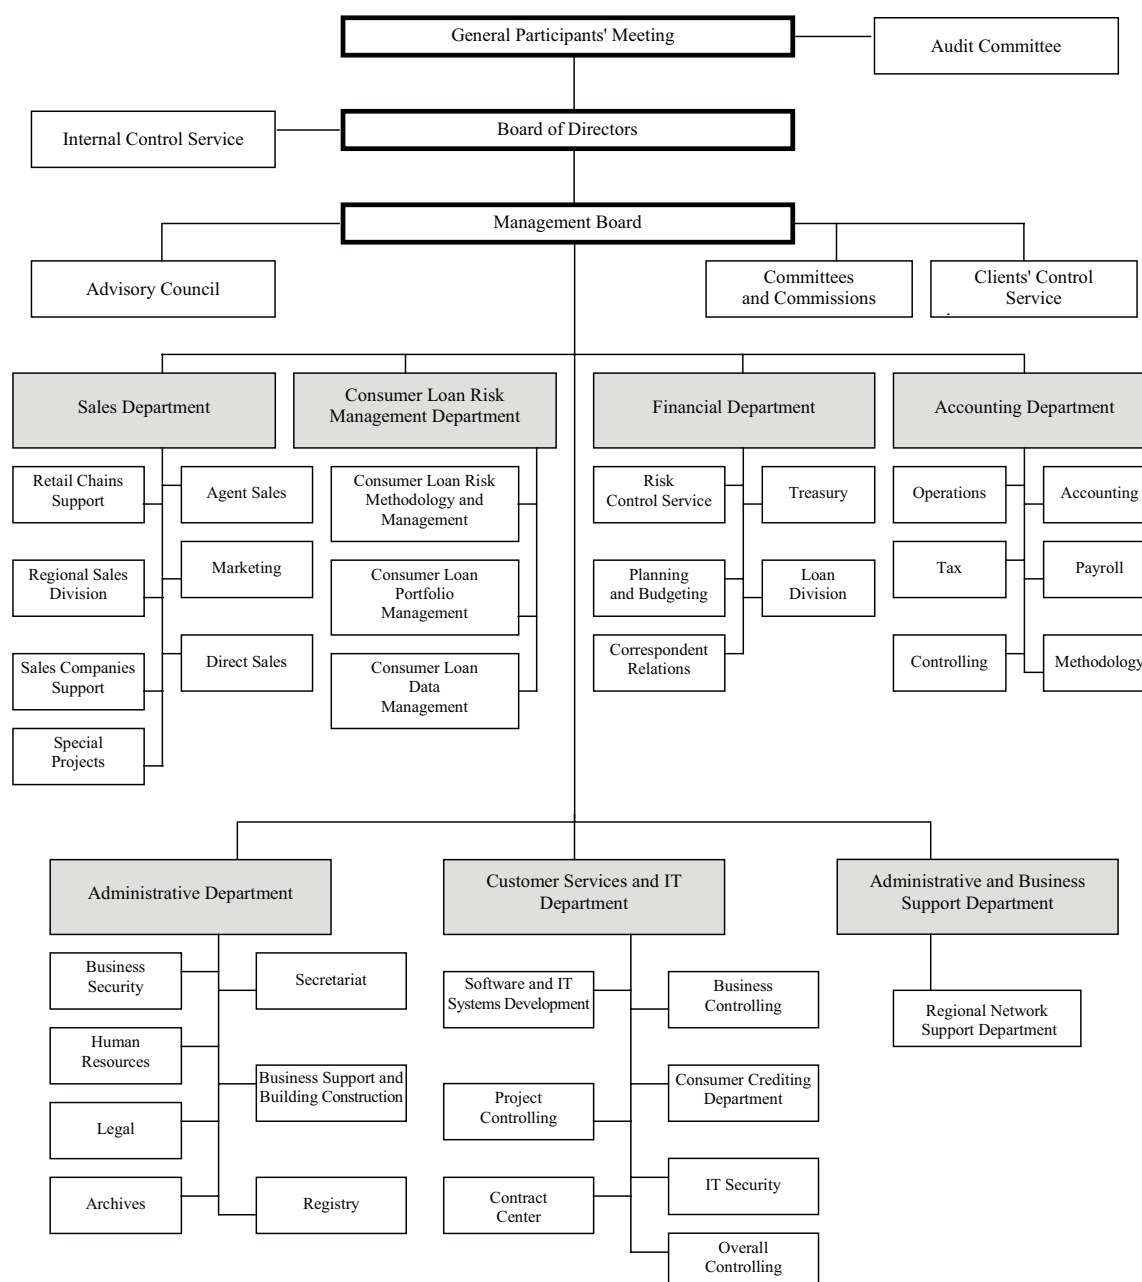 General Participants' Meeting
Audit Committee
Internal Control Service
Board of Directors
Management Board
Advisory Council
Committees
and Commissions
Clients' Control
Service
.
Sales Department
Consumer Loan Risk
Management Department
Financial Department
Accounting Department
Retail Chains
Support
Agent Sales
Regional Sales
Division
Marketing
Sales Companies
Support
Direct Sales
Special
Projects
Consumer Loan Risk
Methodology and
Management
Consumer Loan
Portfolio
Management
Consumer Loan
Data
Management
Risk
Control Service
Treasury
Planning
and Budgeting
Loan
Division
Correspondent
Relations
Operations
Accounting
Tax
Payroll
Controlling
Methodology
Administrative Department
Customer Services and IT
Department
Administrative and Business
Support Department
Business
Security
Secretariat
Human
Resources
Business Support and
Building Construction
Legal
Archives
Registry
Software and IT
Systems Development
Business
Controlling
Project
Controlling
Consumer Crediting
Department
Contract
Center
IT Security
Overall
Controlling
Regional Network
Support Department